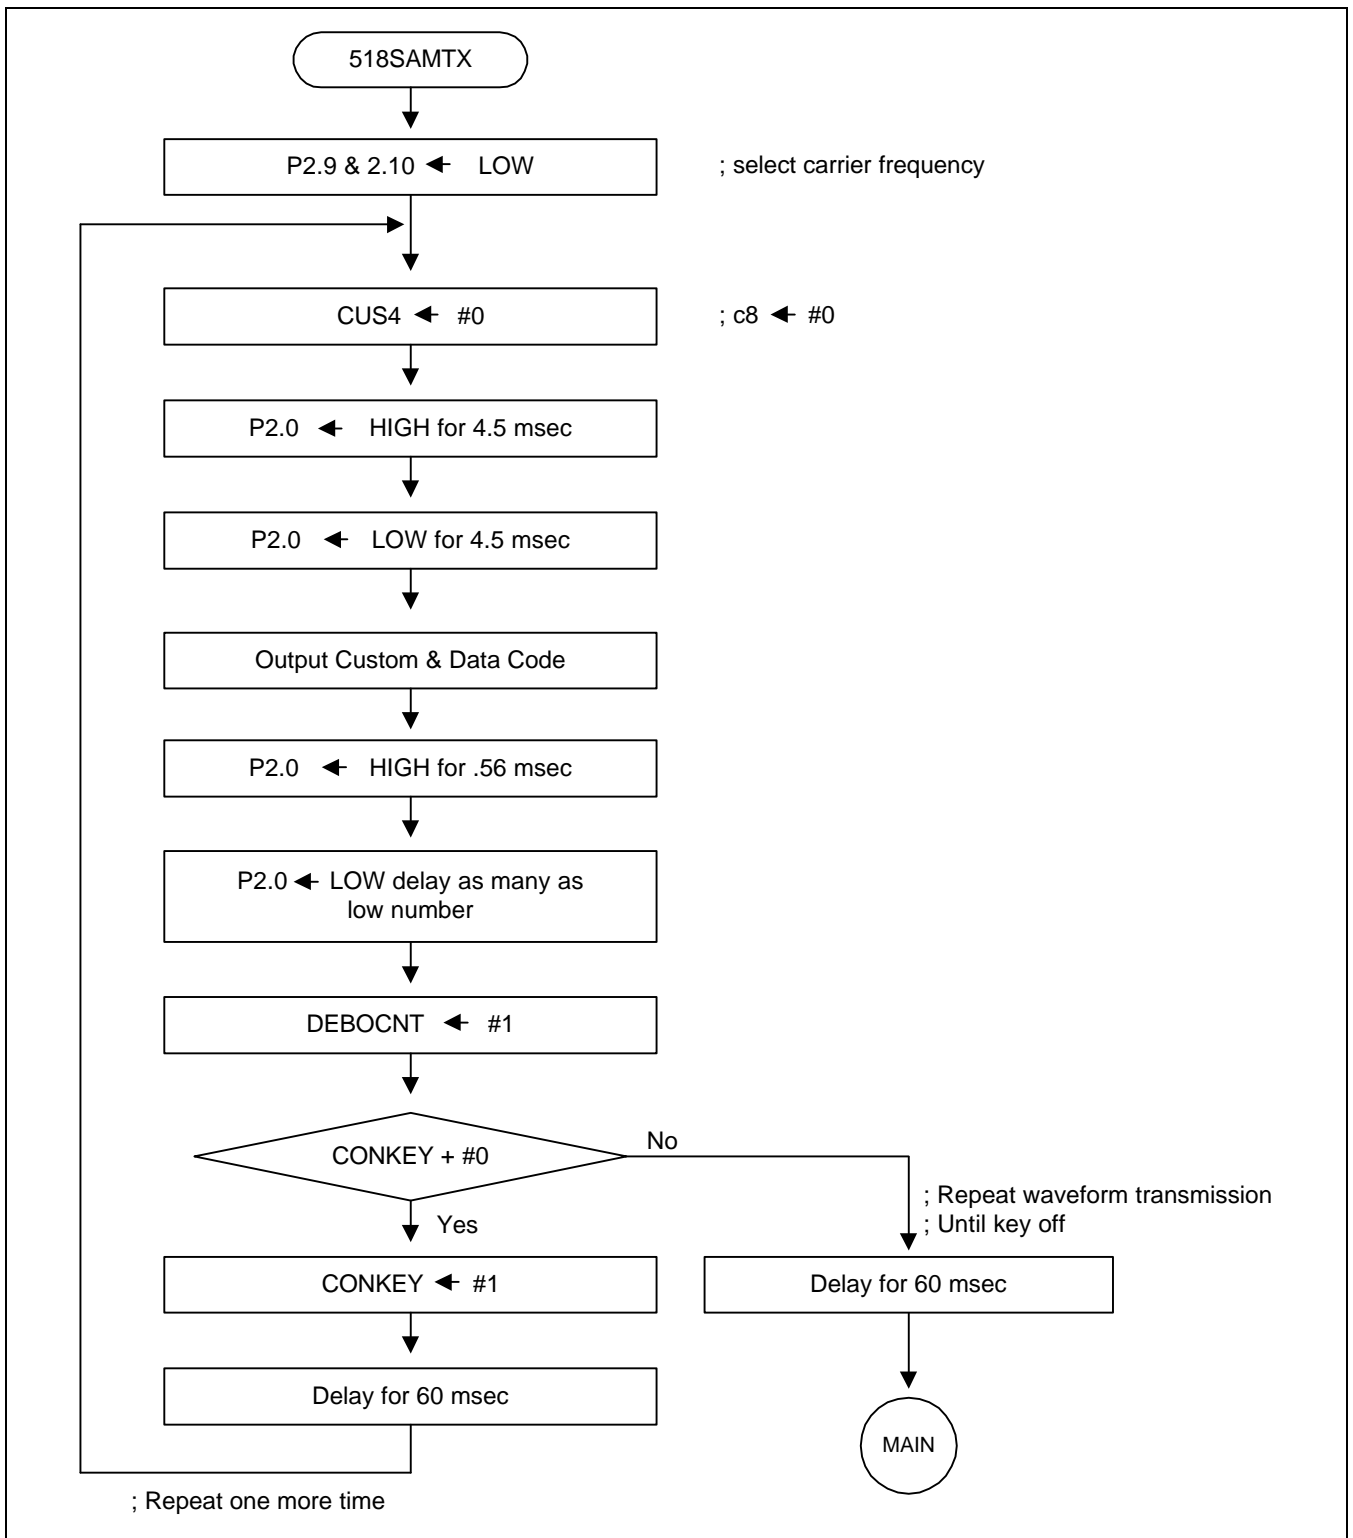 518SAMTX
P2.9 & 2.10 ← LOW
; select carrier frequency
CUS4 ← #0
; c8 ← #0
P2.0 ← HIGH for 4.5 msec
P2.0 ← LOW for 4.5 msec
Output Custom & Data Code
P2.0 ← HIGH for .56 msec
P2.0 ← LOW delay as many as
low number
DEBOCNT ← #1
CONKEY + #0
No
; Repeat waveform transmission
; Until key off
Yes
CONKEY ← #1
Delay for 60 msec
Delay for 60 msec
MAIN
; Repeat one more time